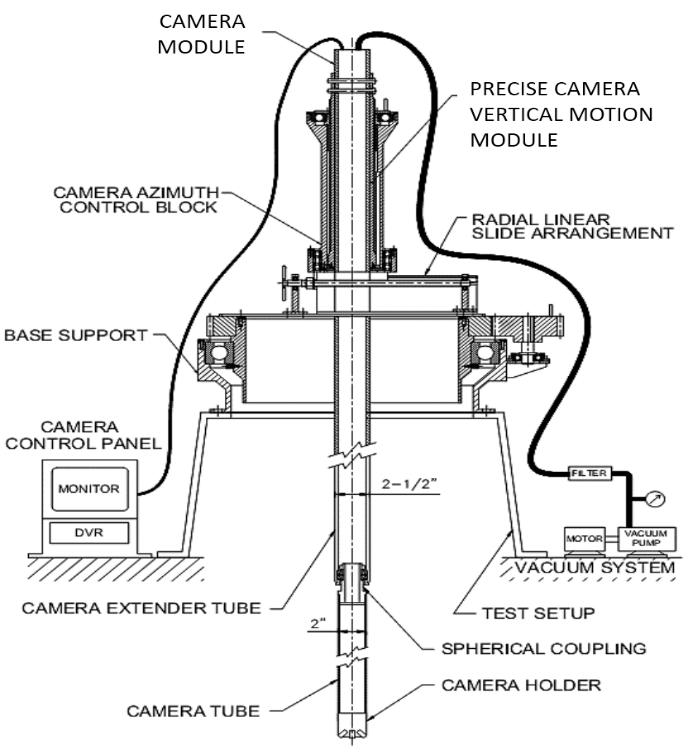 CAMERA
MODULE
PRECISE CAMERA
VERTICAL MOTION
MODULE
CAMERA AZIMUTH
CONTROL BLOCK
RADIAL LINEAR
SLIDE ARRANGEMENT
BASE SUPPORT
CAMERA
CONTROL PANEL
MONITOR
DVR
2-1/2"
FILTER
MOTOR
VACUUM
PUMP
VACUUM SYSTEM
CAMERA EXTENDER TUBE
TEST SETUP
2"
SPHERICAL COUPLING
CAMERA HOLDER
CAMERA TUBE